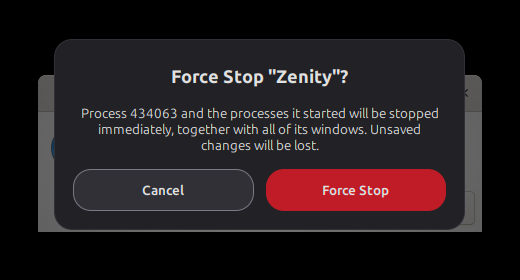 Force Stop "Zenity"?
Process 434063 and the processes it started will be stopped
immediately, together with all of its windows. Unsaved
changes will be lost.
Cancel
Force Stop